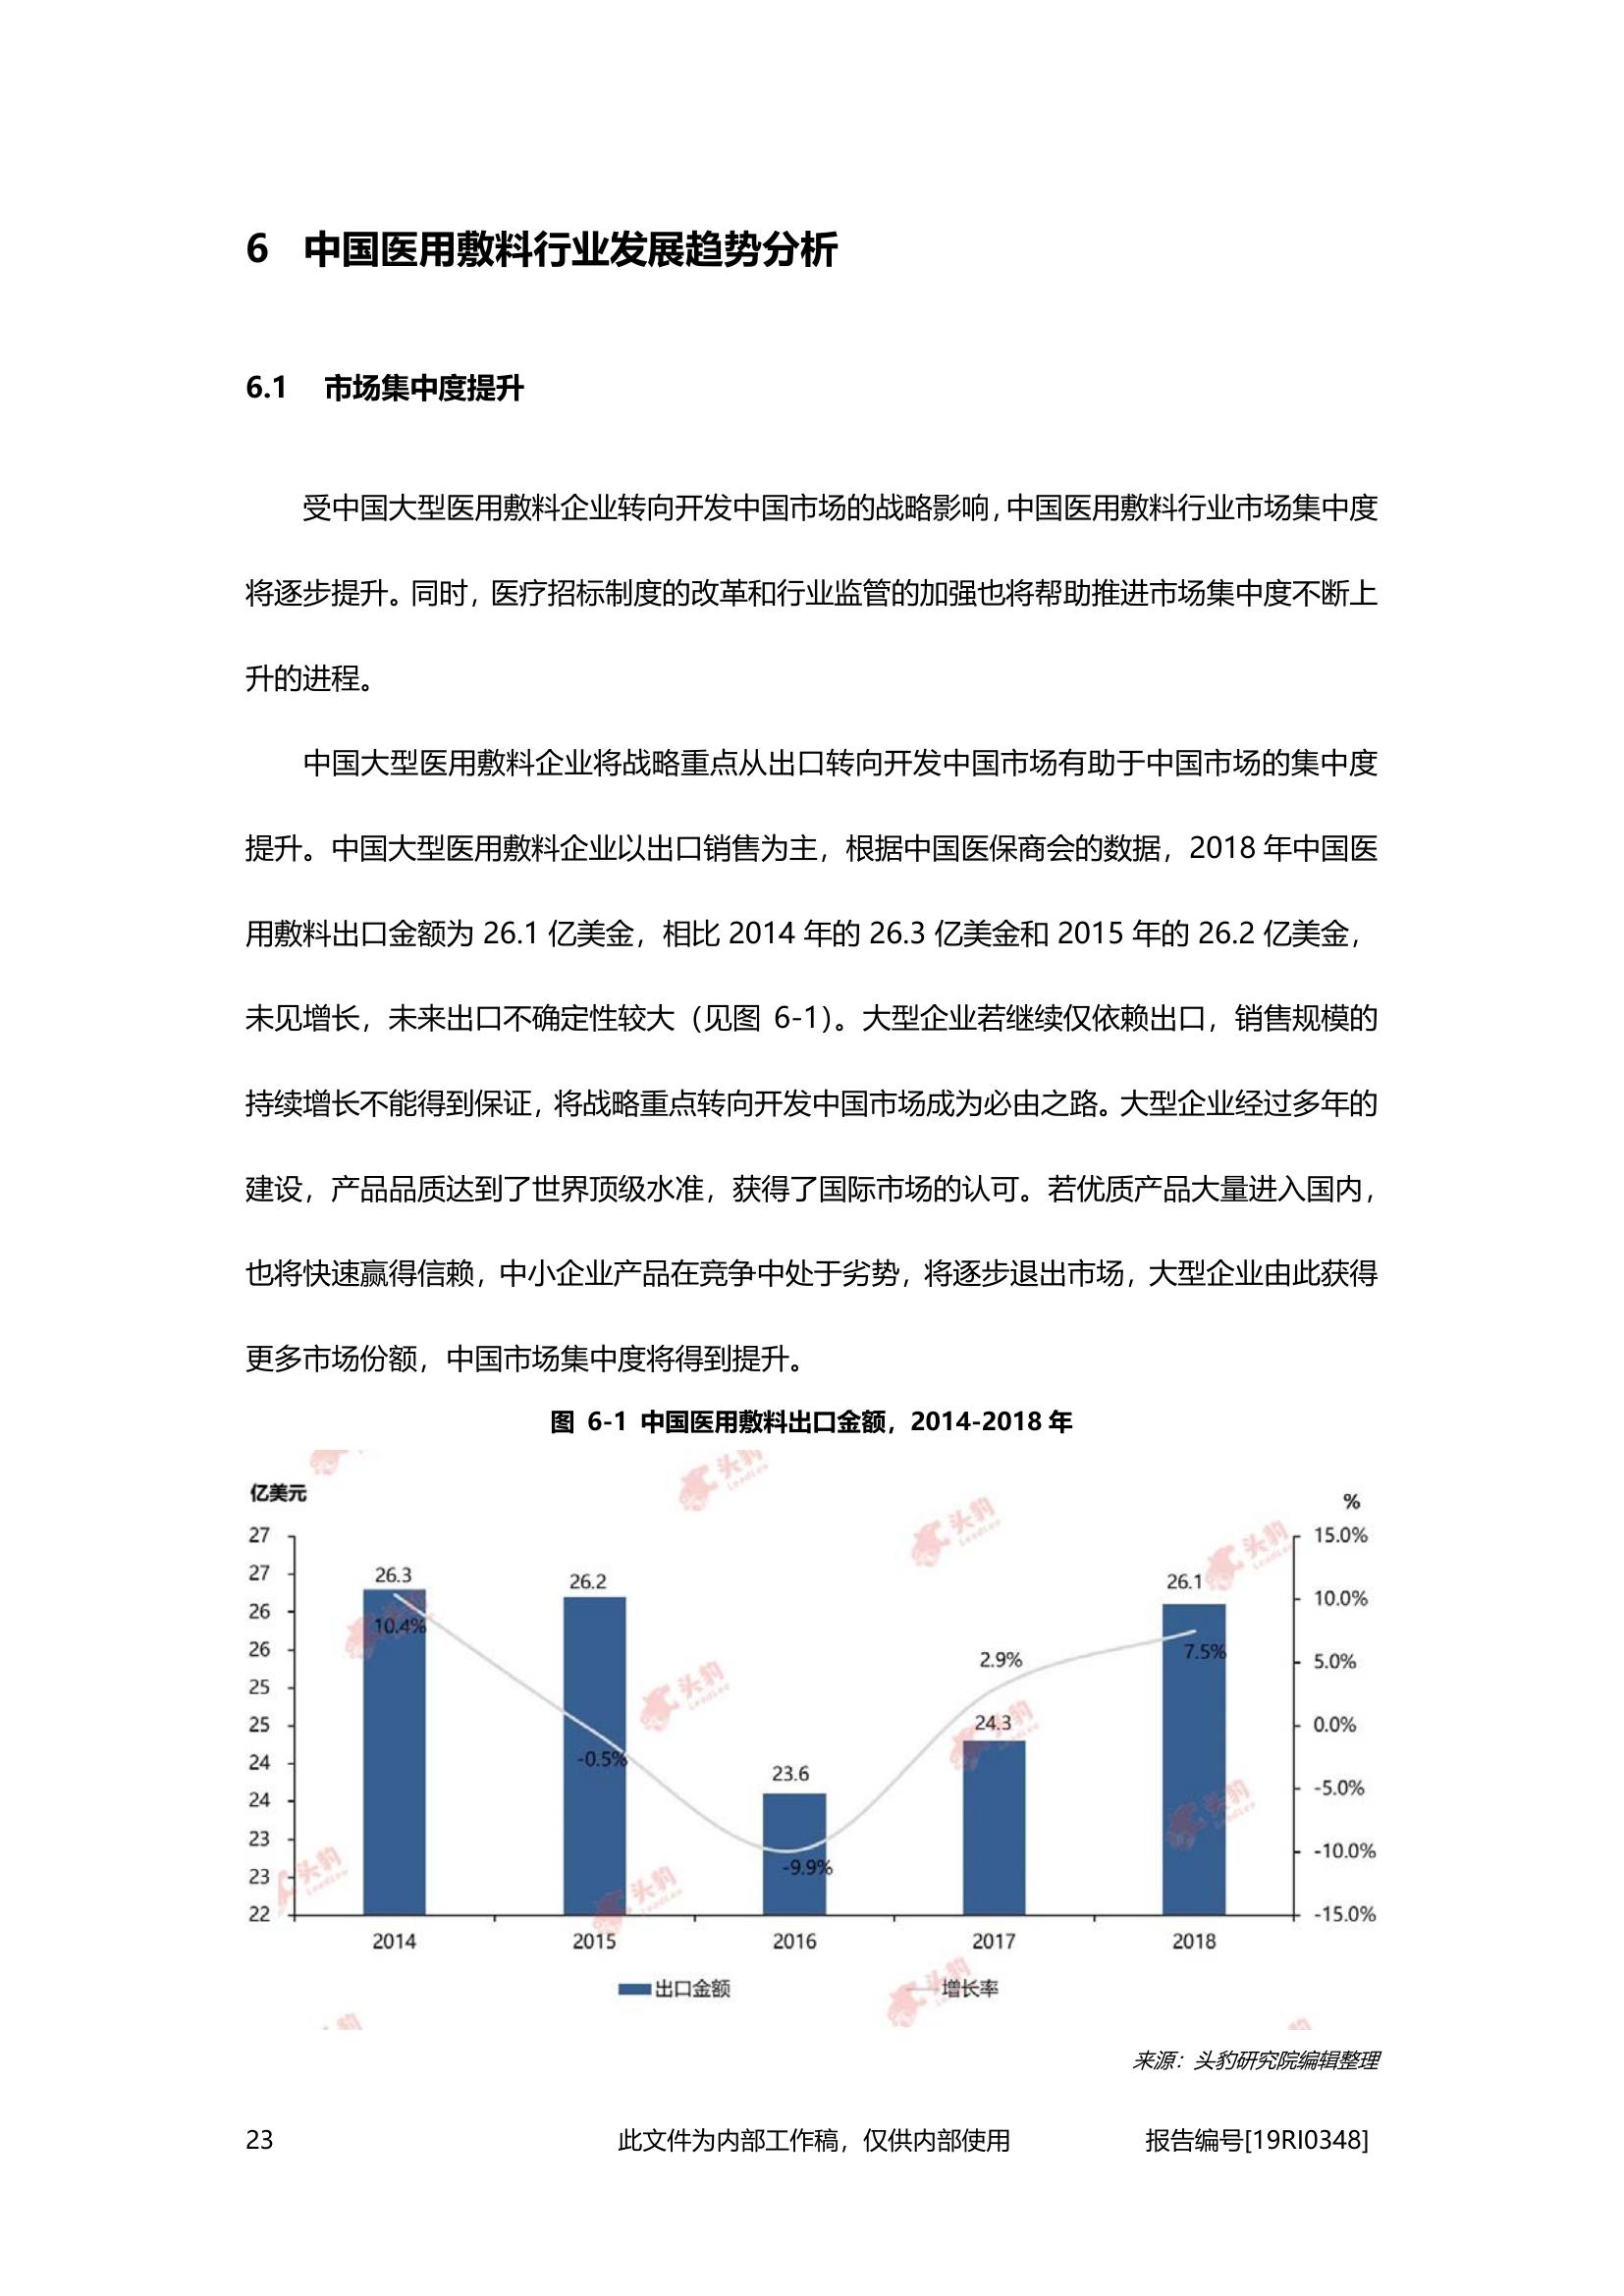 6 中国医用敷料行业发展趋势分析
6.1 市场集中度提升
受中国大型医用敷料企业转向开发中国市场的战略影响，中国医用敷料行业市场集中度
将逐步提升。同时，医疗招标制度的改革和行业监管的加强也将帮助推进市场集中度不断上
升的进程。
中国大型医用敷料企业将战略重点从出口转向开发中国市场有助于中国市场的集中度
提升。中国大型医用敷料企业以出口销售为主，根据中国医保商会的数据，2018 年中国医
用敷料出口金额为 26.1 亿美金，相比 2014 年的 26.3 亿美金和 2015 年的 26.2 亿美金，
未见增长，未来出口不确定性较大（见图 6-1）。大型企业若继续仅依赖出口，销售规模的
持续增长不能得到保证，将战略重点转向开发中国市场成为必由之路。大型企业经过多年的
建设，产品品质达到了世界顶级水准，获得了国际市场的认可。若优质产品大量进入国内，
也将快速赢得信赖，中小企业产品在竞争中处于劣势，将逐步退出市场，大型企业由此获得
更多市场份额，中国市场集中度将得到提升。
图 6-1 中国医用敷料出口金额，2014-2018 年
亿美元 %
27 15.0%
27
26 10.0%
26
25 5.0%
25 0.0%
24
24 -5.0%
23
23 -10.0%
22 -15.0%
26.3 26.2 23.6 24.3 26.1
10.4% -0.5% -9.9% 2.9% 7.5%
2014 2015 2016 2017 2018
出口金额 增长率
头豹 LeadLeo
来源：头豹研究院编辑整理
23 此文件为内部工作稿，仅供内部使用 报告编号[19RI0348]